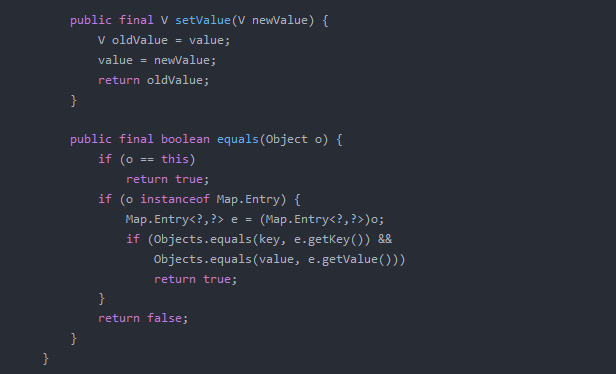 public final V setValue(V newValue) {
V oldValue = value;
value = newValue;
return oldValue;
}
public final boolean equals(Object o) {
if (o == this)
return true;
if (o instanceof Map.Entry) {
Map.Entry<?,?> e = (Map.Entry<?,?>)o;
if (Objects.equals(key, e.getKey()) &&
Objects.equals(value, e.getValue()))
return true;
}
return false;
}
}